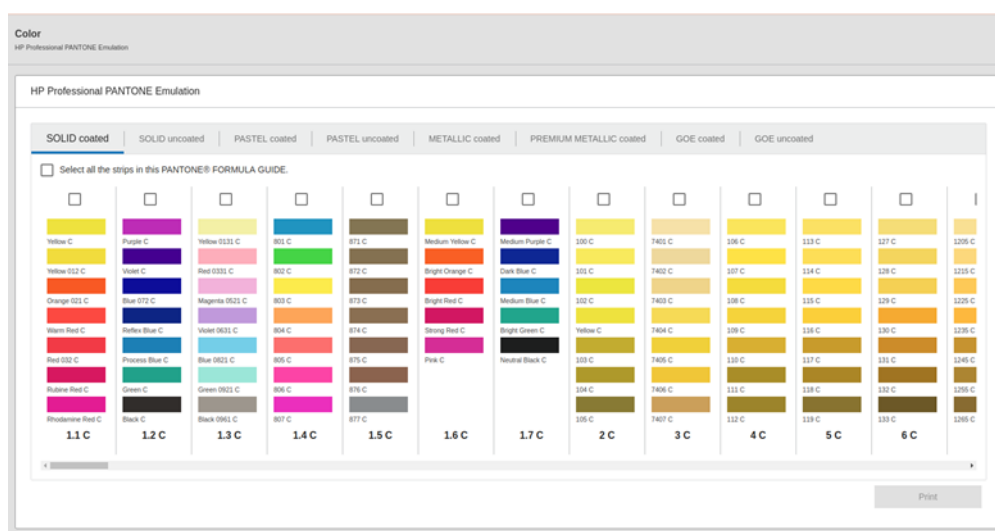 Color
HP Professional PANTONE Emulation
HP Professional PANTONE Emulation
SOLID coated SOLID uncoated PASTEL coated PASTEL uncoated METALLIC coated PREMIUM METALLIC coated GOE coated GOE uncoated
Select all the strips in this PANTONE® FORMULA GUIDE.
Yellow C Purple C Yellow 0131 C 801 C 871 C Medium Yellow C Medium Purple C 100 C 7401 C 106 C 113 C 127 C 1205 C
Yellow 012 C Violet C Red 0331 C 802 C 872 C Bright Orange C Dark Blue C 101 C 7402 C 107 C 114 C 128 C 1215 C
Orange 021 C Blue 072 C Magenta 0521 C 803 C 873 C Bright Red C Medium Blue C 102 C 7403 C 108 C 115 C 129 C 1225 C
Warm Red C Reflex Blue C Violet 0631 C 804 C 874 C Strong Red C Bright Green C Yellow C 7404 C 109 C 116 C 130 C 1235 C
Red 032 C Process Blue C Blue 0821 C 805 C 875 C Pink C Neutral Black C 103 C 7405 C 110 C 117 C 131 C 1245 C
Rubine Red C Green C Green 0921 C 806 C 876 C 104 C 7406 C 111 C 118 C 132 C 1255 C
Rhodamine Red C Black C Black 0961 C 807 C 877 C 105 C 7407 C 112 C 119 C 133 C 1265 C
1.1 C 1.2 C 1.3 C 1.4 C 1.5 C 1.6 C 1.7 C 2 C 3 C 4 C 5 C 6 C
Print